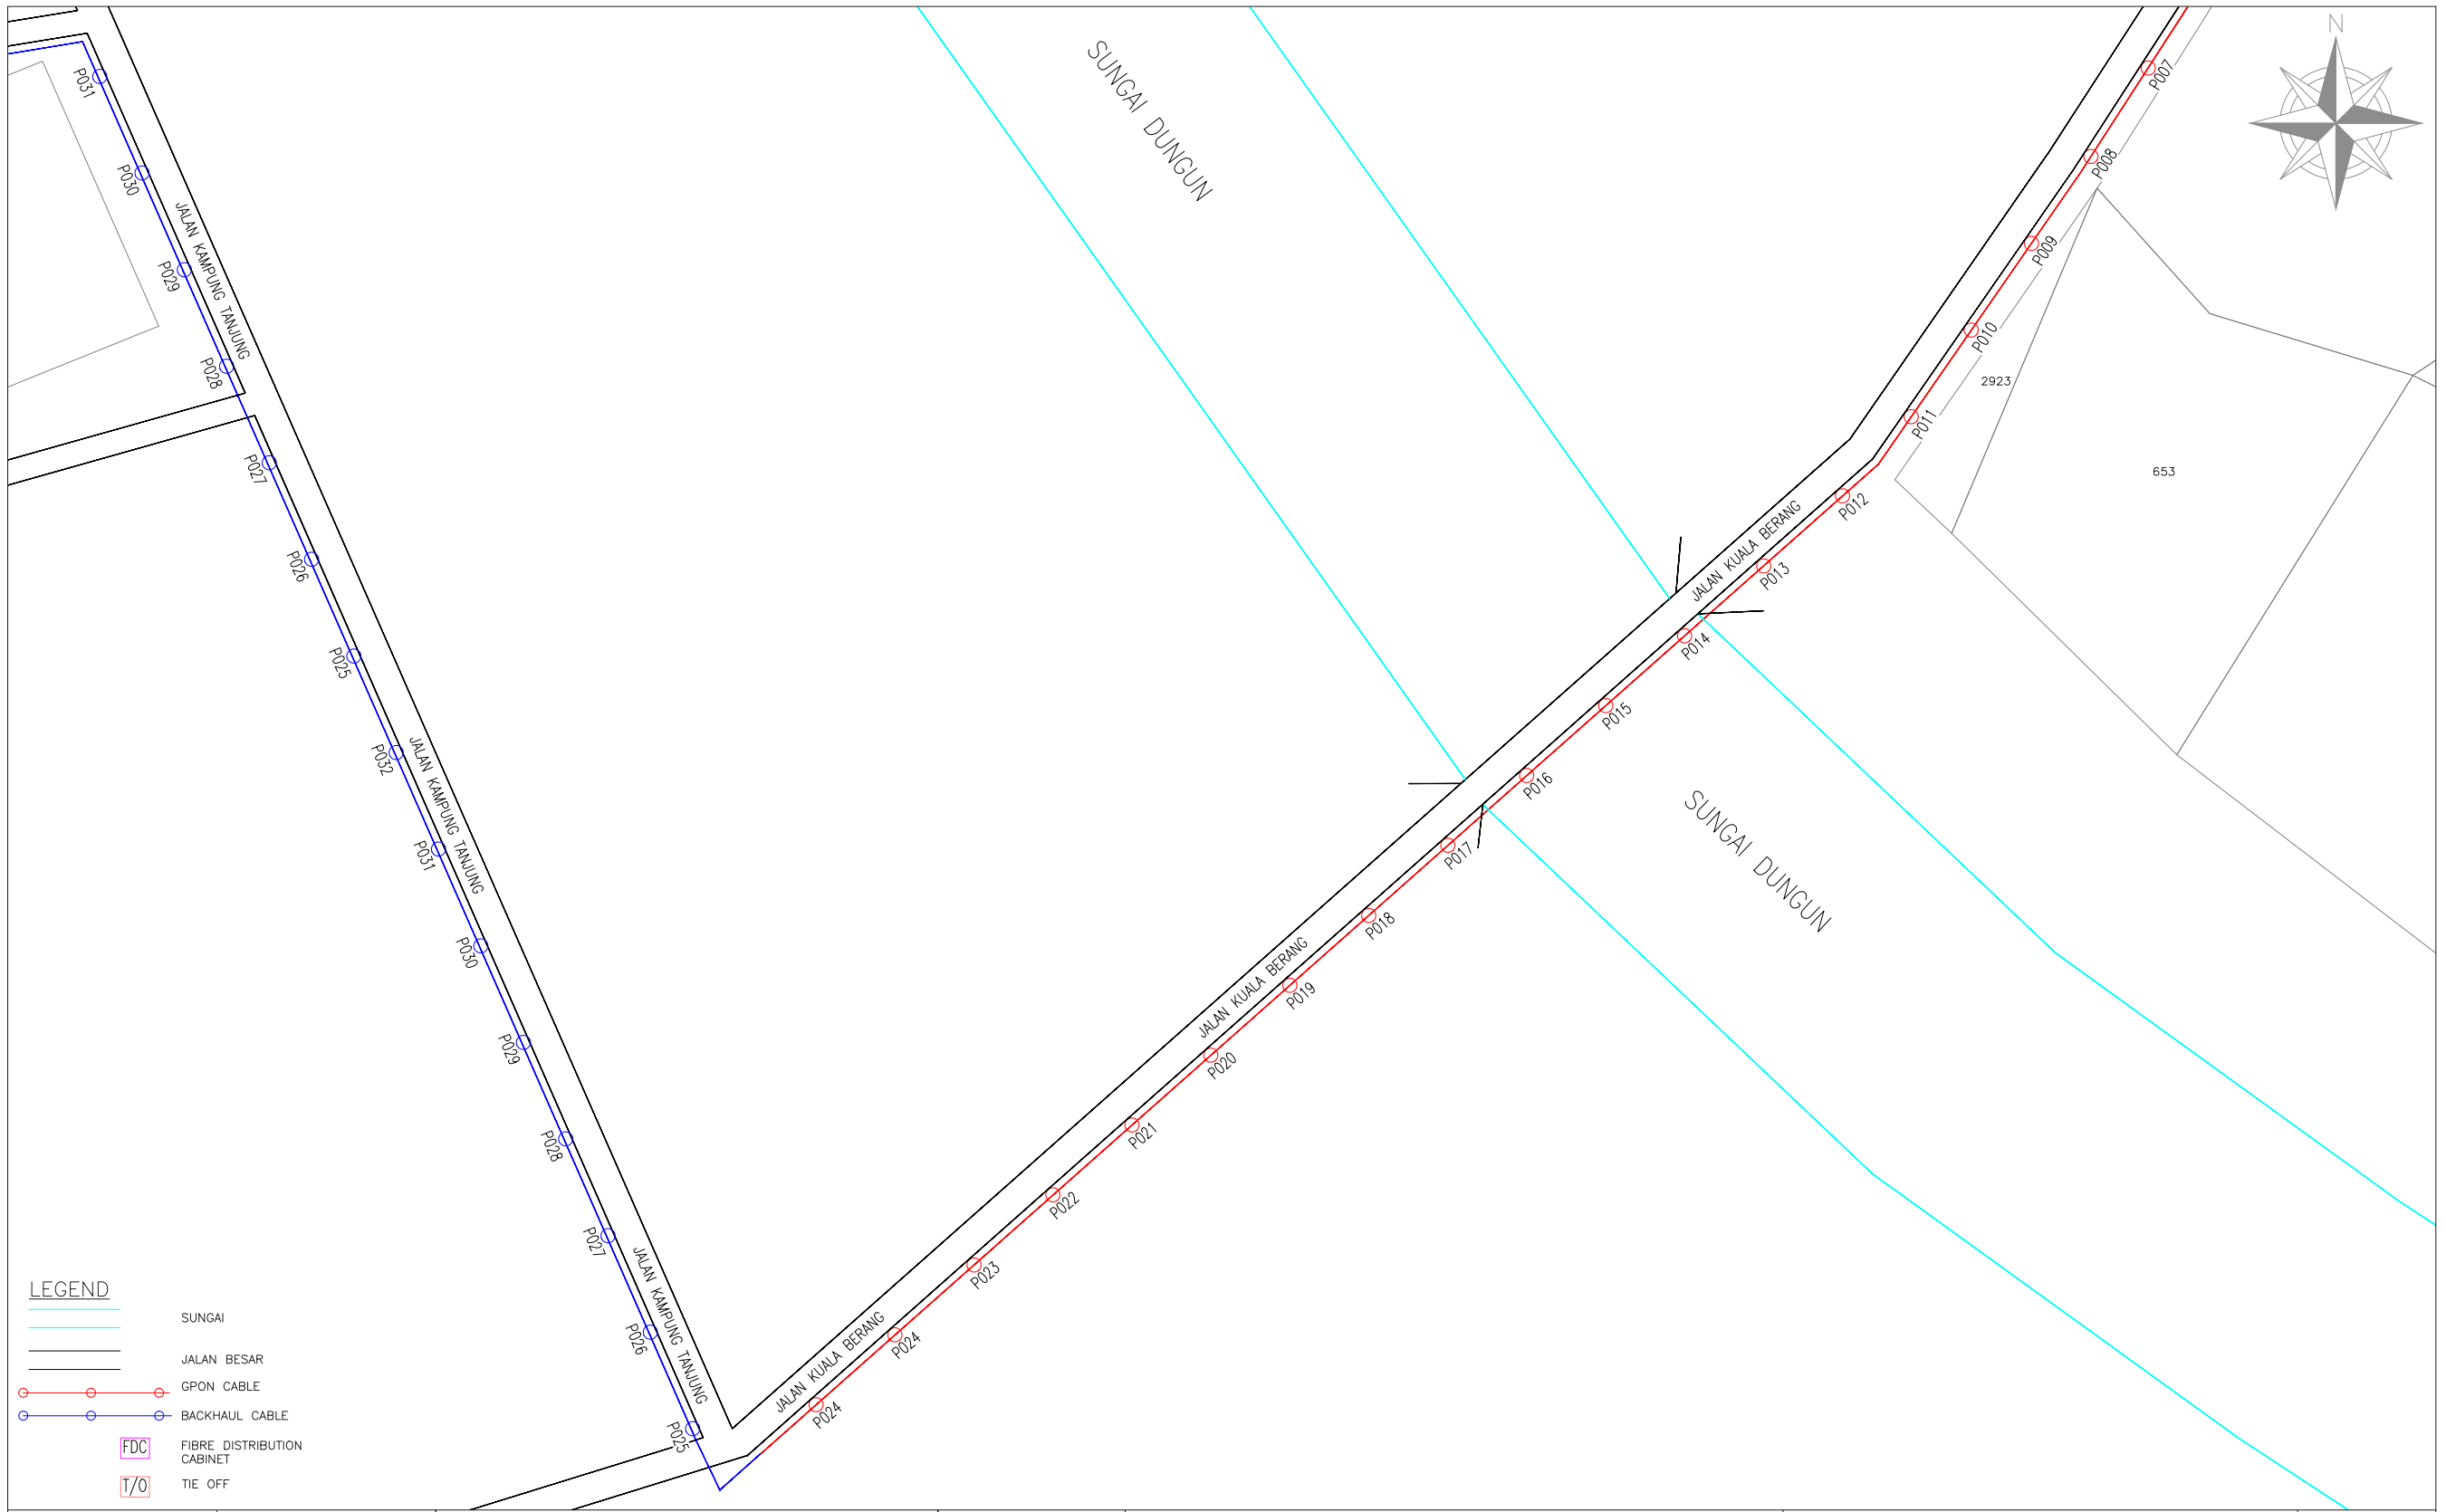 N
SUNGAI DUNGUN
P007
P008
P009
P010
P011
P012
P013
P014
P015
P016
P017
P018
P019
P020
P021
P022
P023
P024
P024
2923
653
JALAN KUALA BERANG
JALAN KUALA BERANG
JALAN KUALA BERANG
SUNGAI DUNGUN
P031
P030
P029
P028
P027
P026
P025
P032
P031
P030
P029
P028
P027
P026
P025
JALAN KAMPUNG TANJUNG
JALAN KAMPUNG TANJUNG
JALAN KAMPUNG TANJUNG
LEGEND
SUNGAI
JALAN BESAR
GPON CABLE
BACKHAUL CABLE
FDC
FIBRE DISTRIBUTION
CABINET
T/O
TIE OFF